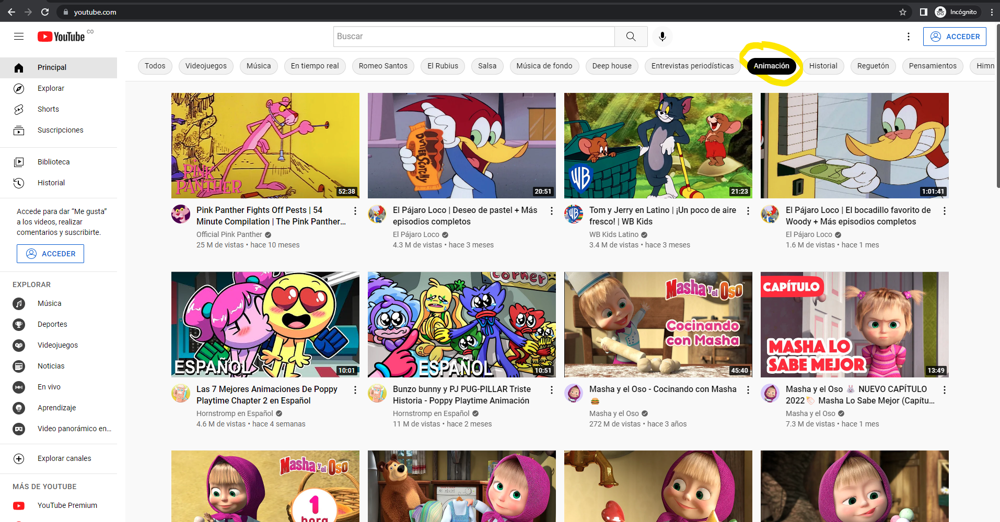 youtube.com
Incógnito
YouTube CO
Buscar
ACCEDER
Principal
Explorar
Shorts
Suscripciones
Biblioteca
Historial
Accede para dar “Me gusta”
a los videos, realizar
comentarios y suscribirte.
ACCEDER
EXPLORAR
Música
Deportes
Videojuegos
Noticias
En vivo
Aprendizaje
Video panorámico en...
Explorar canales
MÁS DE YOUTUBE
YouTube Premium
Todos
Videojuegos
Música
En tiempo real
Romeo Santos
El Rubius
Salsa
Música de fondo
Deep house
Entrevistas periodísticas
Animación
Historial
Reguetón
Pensamientos
Himn
PINK
PANTHER
52:38
Pink Panther Fights Off Pests | 54
Minute Compilation | The Pink Panther...
Official Pink Panther
25 M de vistas • hace 10 meses
20:51
El Pájaro Loco | Deseo de pastel + Más
episodios completos
El Pájaro Loco
4.3 M de vistas • hace 3 meses
WB
21:23
Tom y Jerry en Latino | ¡Un poco de aire
fresco! | WB Kids
WB Kids Latino
3.4 M de vistas • hace 3 meses
1:01:41
El Pájaro Loco | El bocadillo favorito de
Woody + Más episodios completos
El Pájaro Loco
1.6 M de vistas • hace 1 mes
ESPAÑOL
10:01
Las 7 Mejores Animaciones De Poppy
Playtime Chapter 2 en Español
Hornstromp en Español
4.6 M de vistas • hace 4 semanas
corner
ESPAÑOL
10:51
Bunzo bunny y PJ PUG-PILLAR Triste
Historia - Poppy Playtime Animación
Hornstromp en Español
11 M de vistas • hace 2 meses
Masha y el Oso
Cocinando
con Masha
45:40
Masha y el Oso - Cocinando con Masha
🍔
Masha y el Oso
272 M de vistas • hace 3 años
CAPÍTULO
MASHA LO
SABE MEJOR
13:49
Masha y el Oso 🐰 NUEVO CAPÍTULO
2022🏷️ Masha Lo Sabe Mejor (Capítu...
Masha y el Oso
7.3 M de vistas • hace 1 mes
Masha y el Oso
1
hora